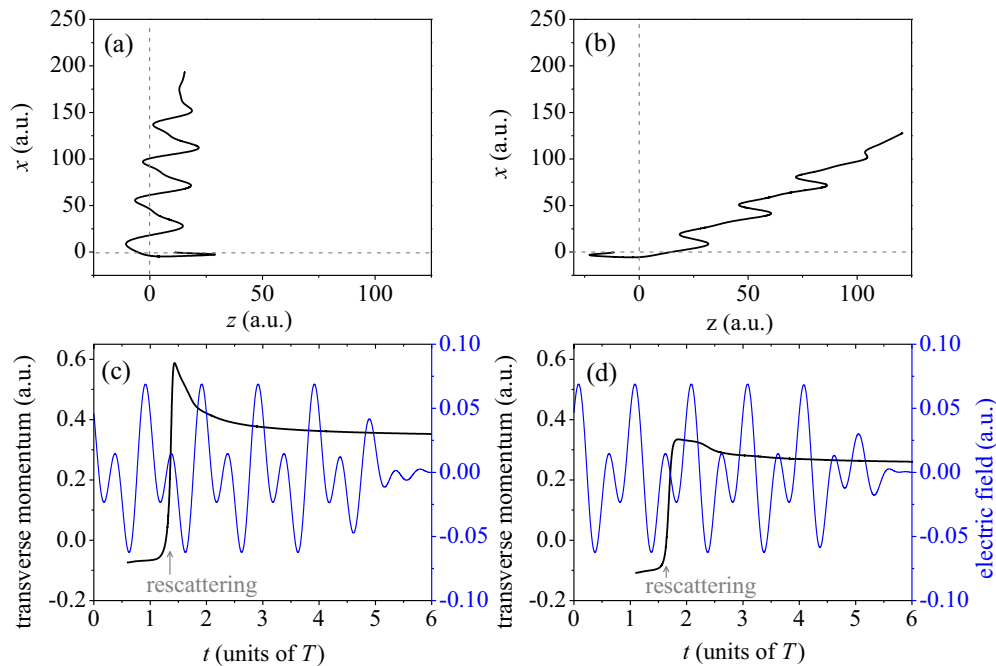 (a)
250
200
150
100
50
0
x (a.u.)
0
50
100
z (a.u.)
(b)
250
200
150
100
50
0
x (a.u.)
0
50
100
z (a.u.)
(c)
0.6
0.4
0.2
0.0
-0.2
transverse momentum (a.u.)
0.10
0.05
0.00
-0.05
-0.10
rescattering
0 1 2 3 4 5 6
t (units of T)
(d)
0.6
0.4
0.2
0.0
-0.2
transverse momentum (a.u.)
0.10
0.05
0.00
-0.05
-0.10
electric field (a.u.)
rescattering
0 1 2 3 4 5 6
t (units of T)